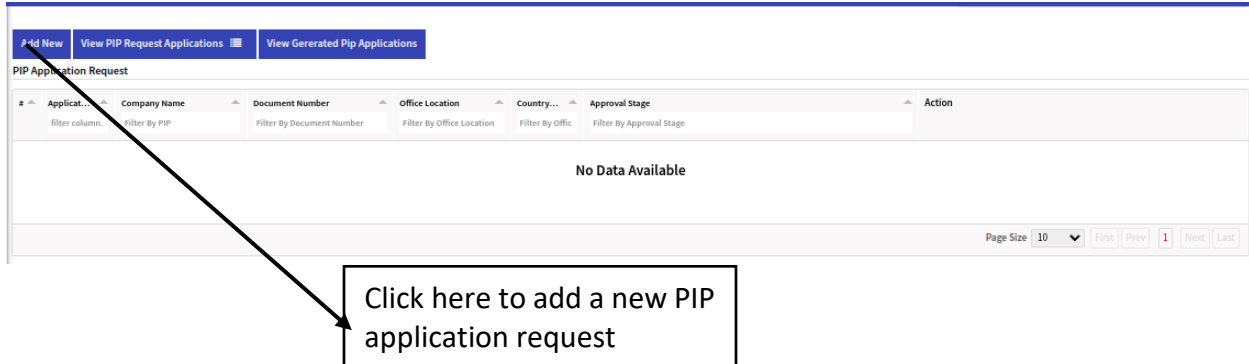 Add New View PIP Request Applications View Gererated Pip Applications
PIP Application Request
# Applicat... Company Name Document Number Office Location Country... Approval Stage Action
filter column. Filter By PIP Filter By Document Number Filter By Office Location Filter By Offic Filter By Approval Stage
No Data Available
Page Size 10 First Prev 1 Next Last
Click here to add a new PIP
application request